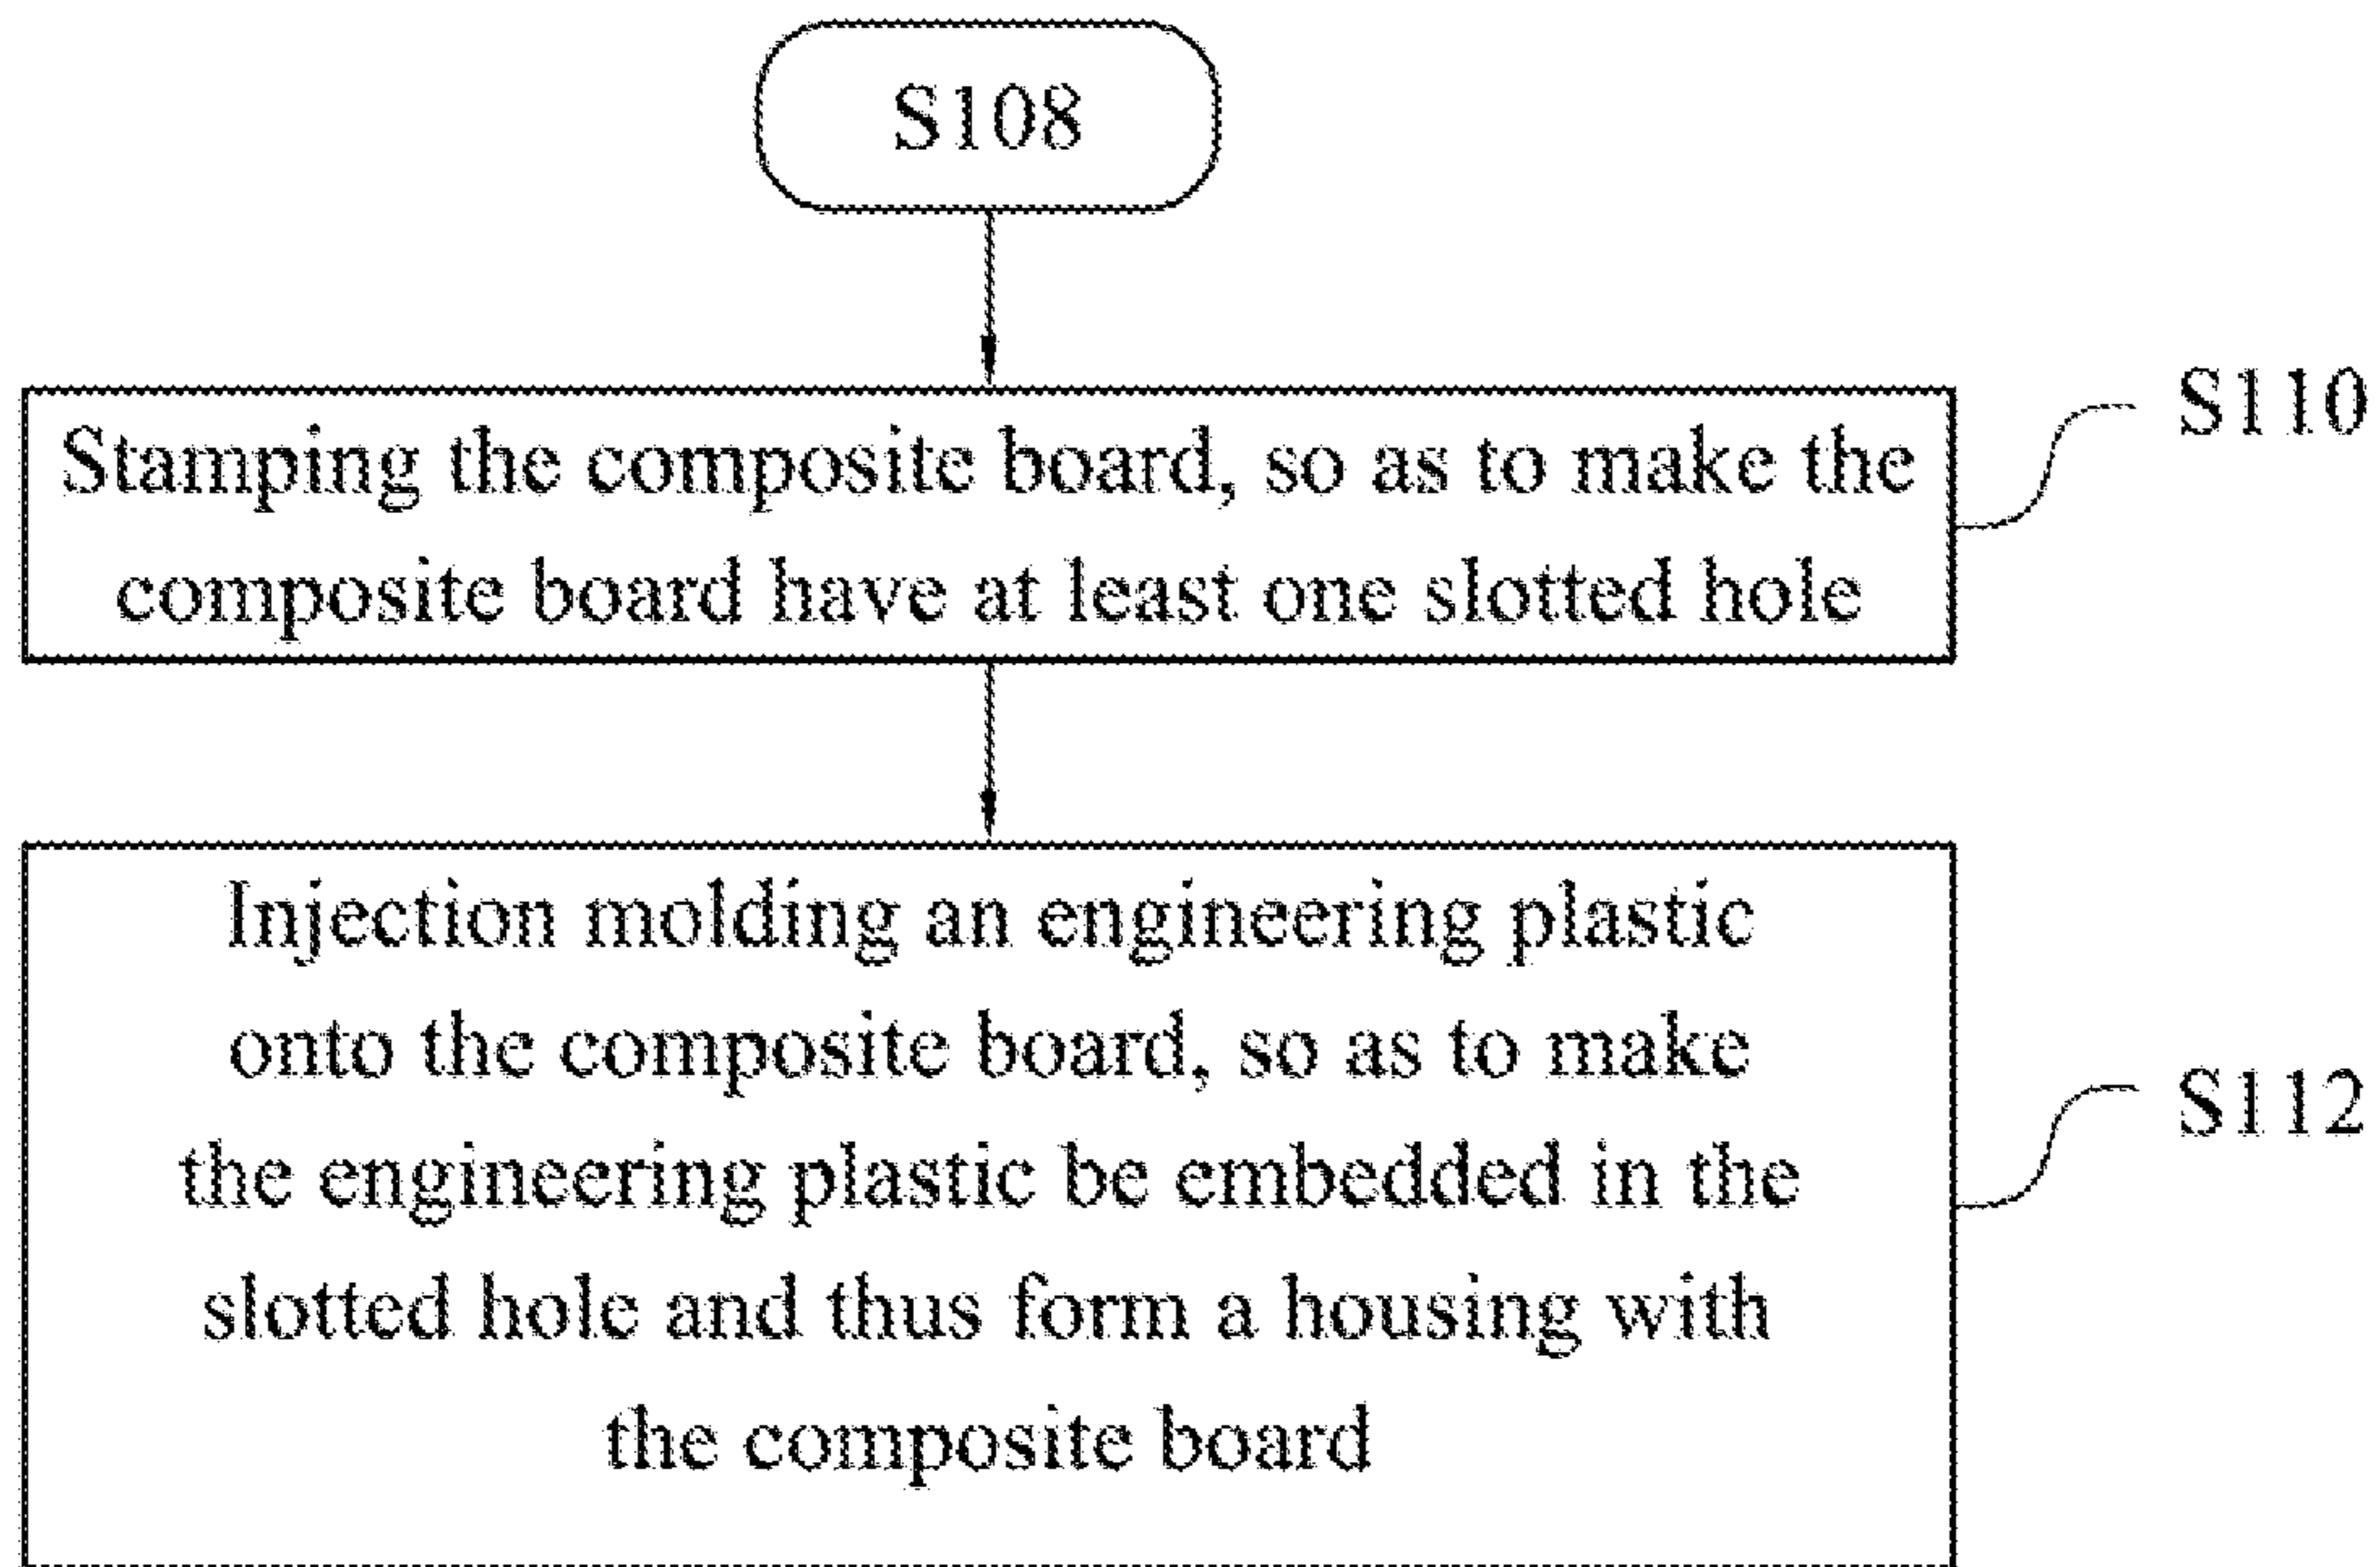 S108
Stamping the composite board, so as to make the
composite board have at least one slotted hole
S110
Injection molding an engineering plastic
onto the composite board, so as to make
the engineering plastic be embedded in the
slotted hole and thus form a housing with
the composite board
S112